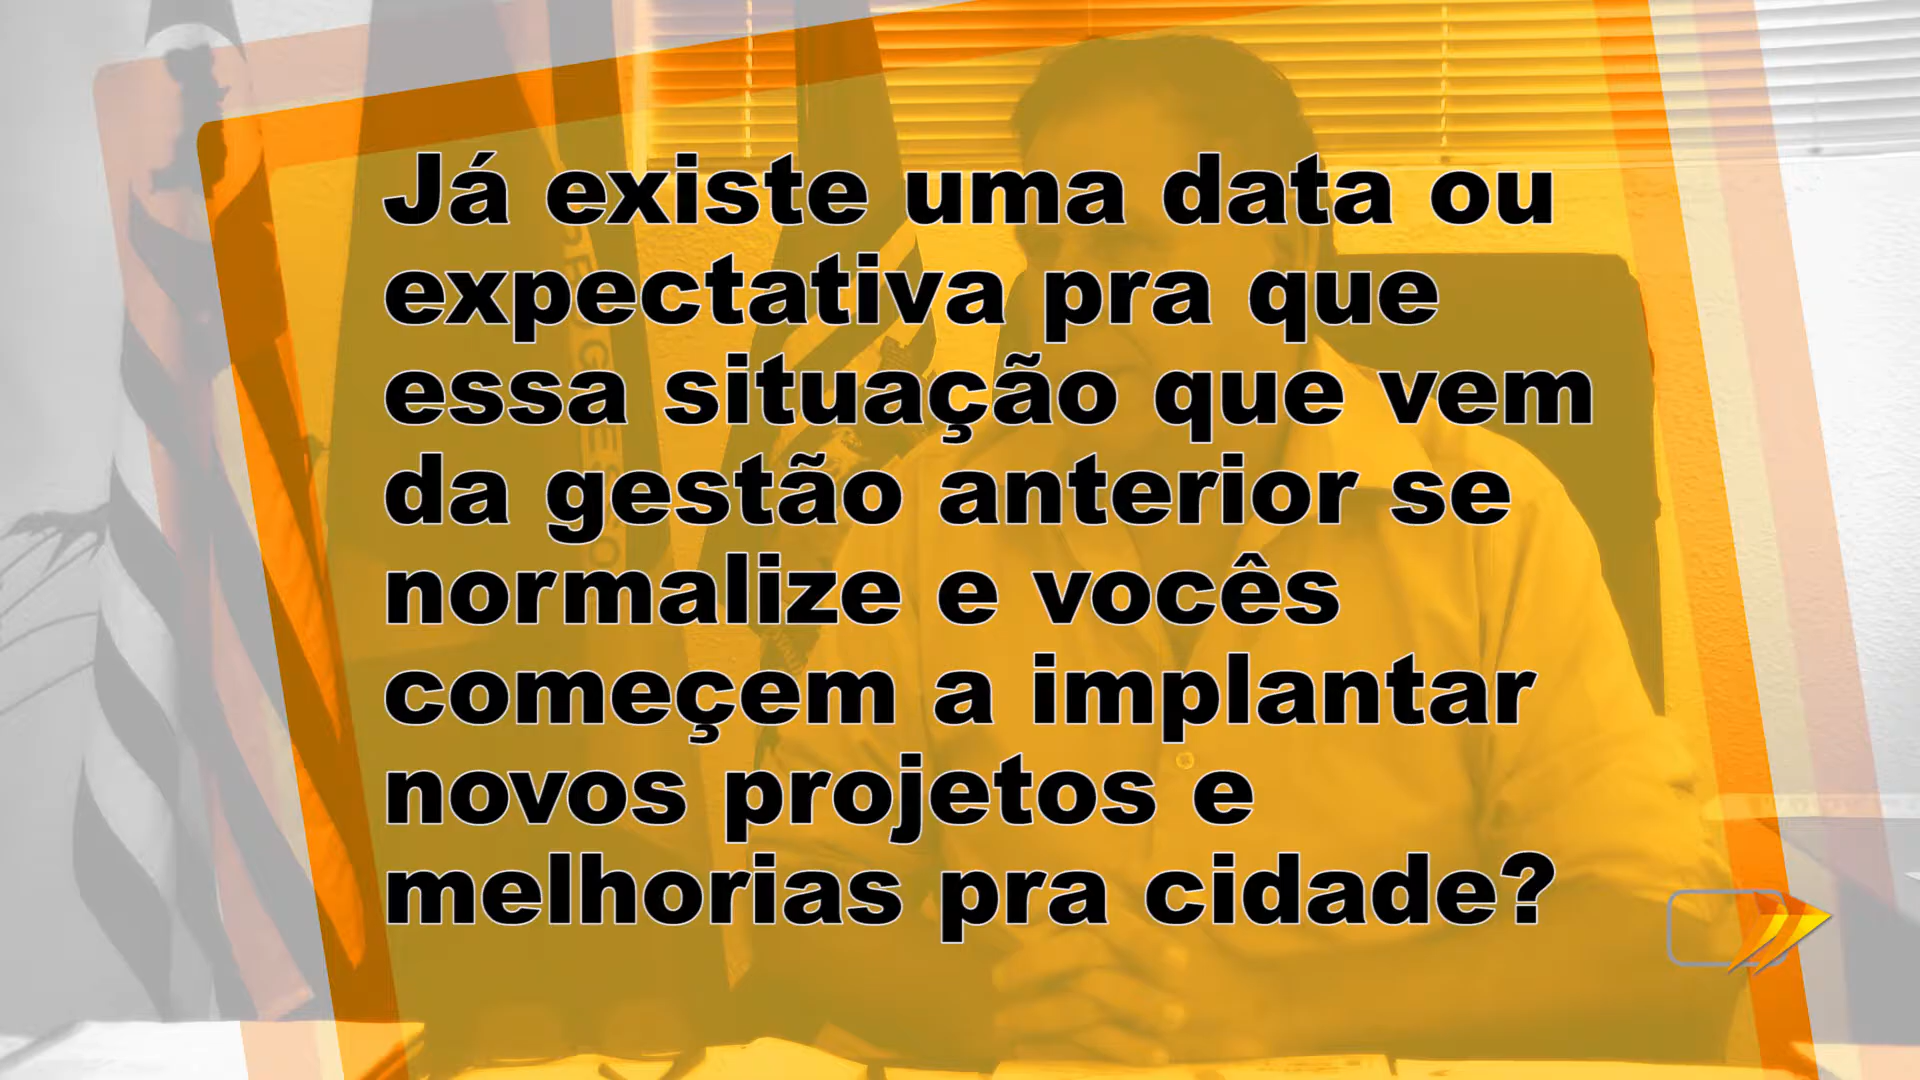 Já existe uma data ou
expectativa pra que
essa situação que vem
da gestão anterior se
normalize e vocês
começem a implantar
novos projetos e
melhorias pra cidade?